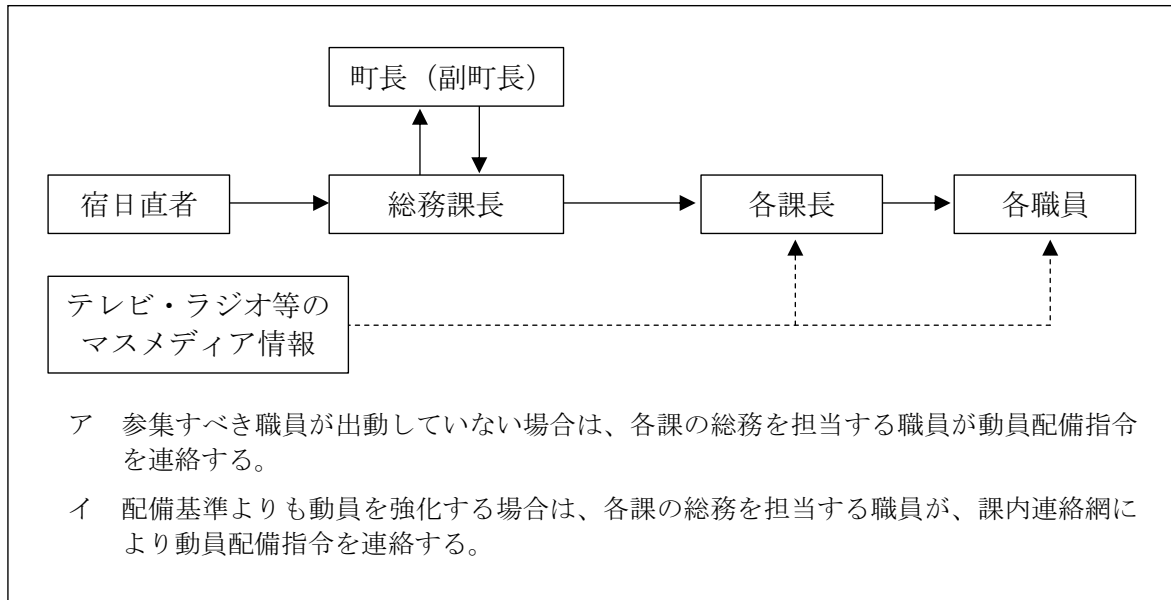 町長（副町長）
宿日直者
総務課長
各課長
各職員
テレビ・ラジオ等の
マスメディア情報
ア　参集すべき職員が出動していない場合は、各課の総務を担当する職員が動員配備指令
を連絡する。
イ　配備基準よりも動員を強化する場合は、各課の総務を担当する職員が、課内連絡網に
より動員配備指令を連絡する。